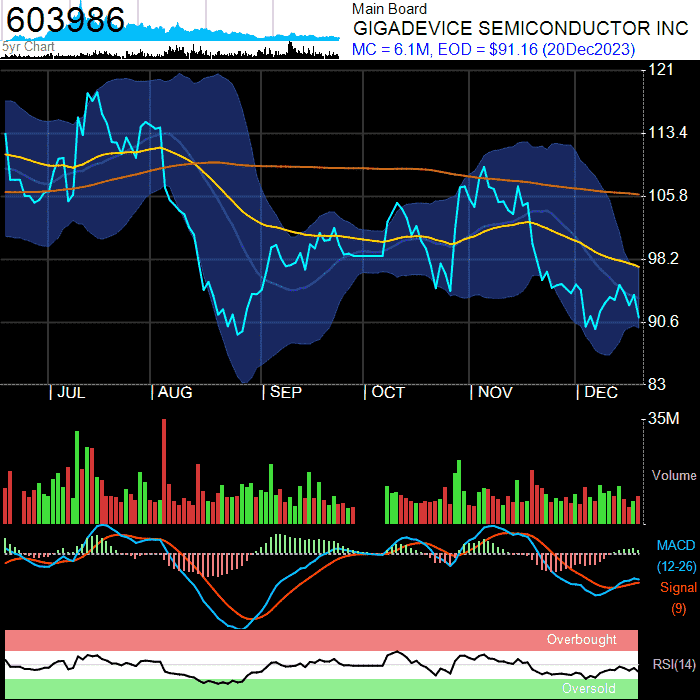 603986
5yr Chart
Main Board
GIGADEVICE SEMICONDUCTOR INC
MC = 6.1M, EOD = $91.16 (20Dec2023)
121
113.4
105.8
98.2
90.6
83
| JUL | AUG | SEP | OCT | NOV | DEC
35M
Volume
MACD
(12-26)
Signal
(9)
Overbought
RSI(14)
Oversold